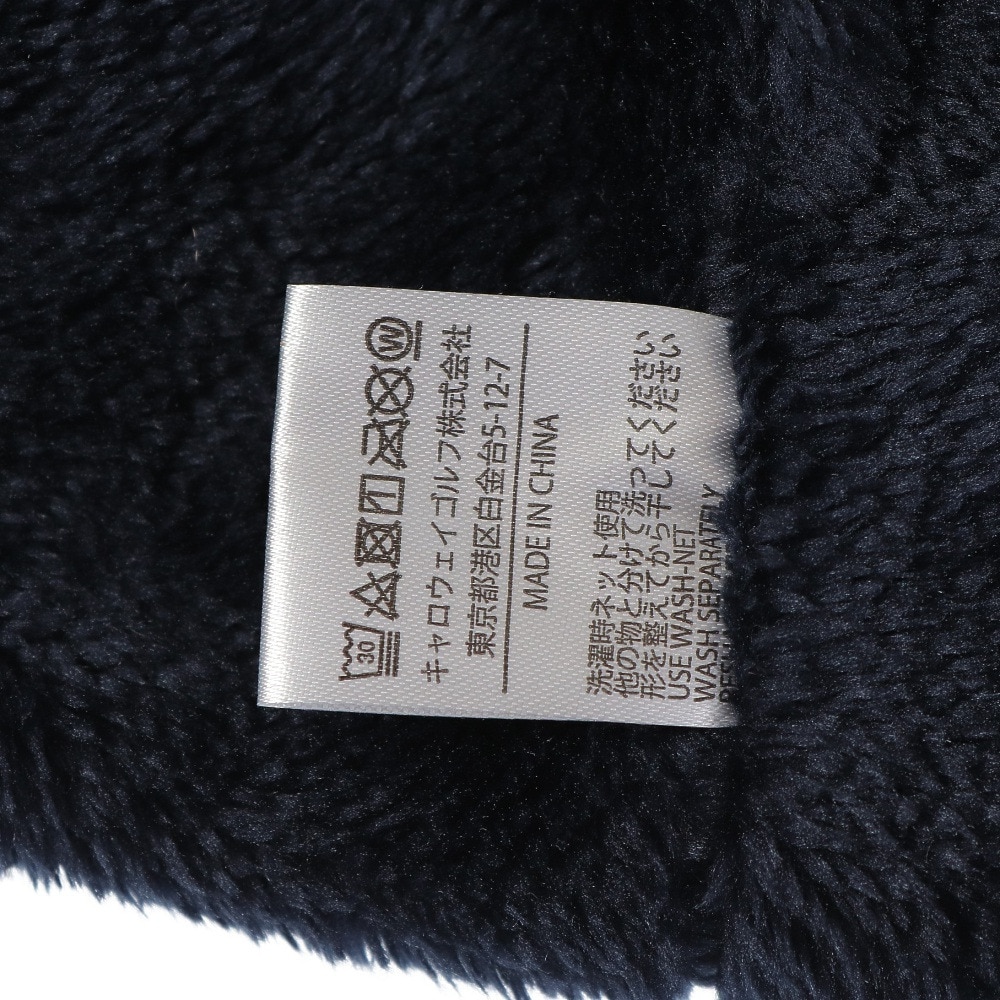 30
W
キャロウェイゴルフ株式会社
東京都港区白金台5-12-7
MADE IN CHINA
洗濯時ネット使用
他の物と分けて洗ってください
形を整えてから干してください
USE WASH-NET
WASH SEPARATELY